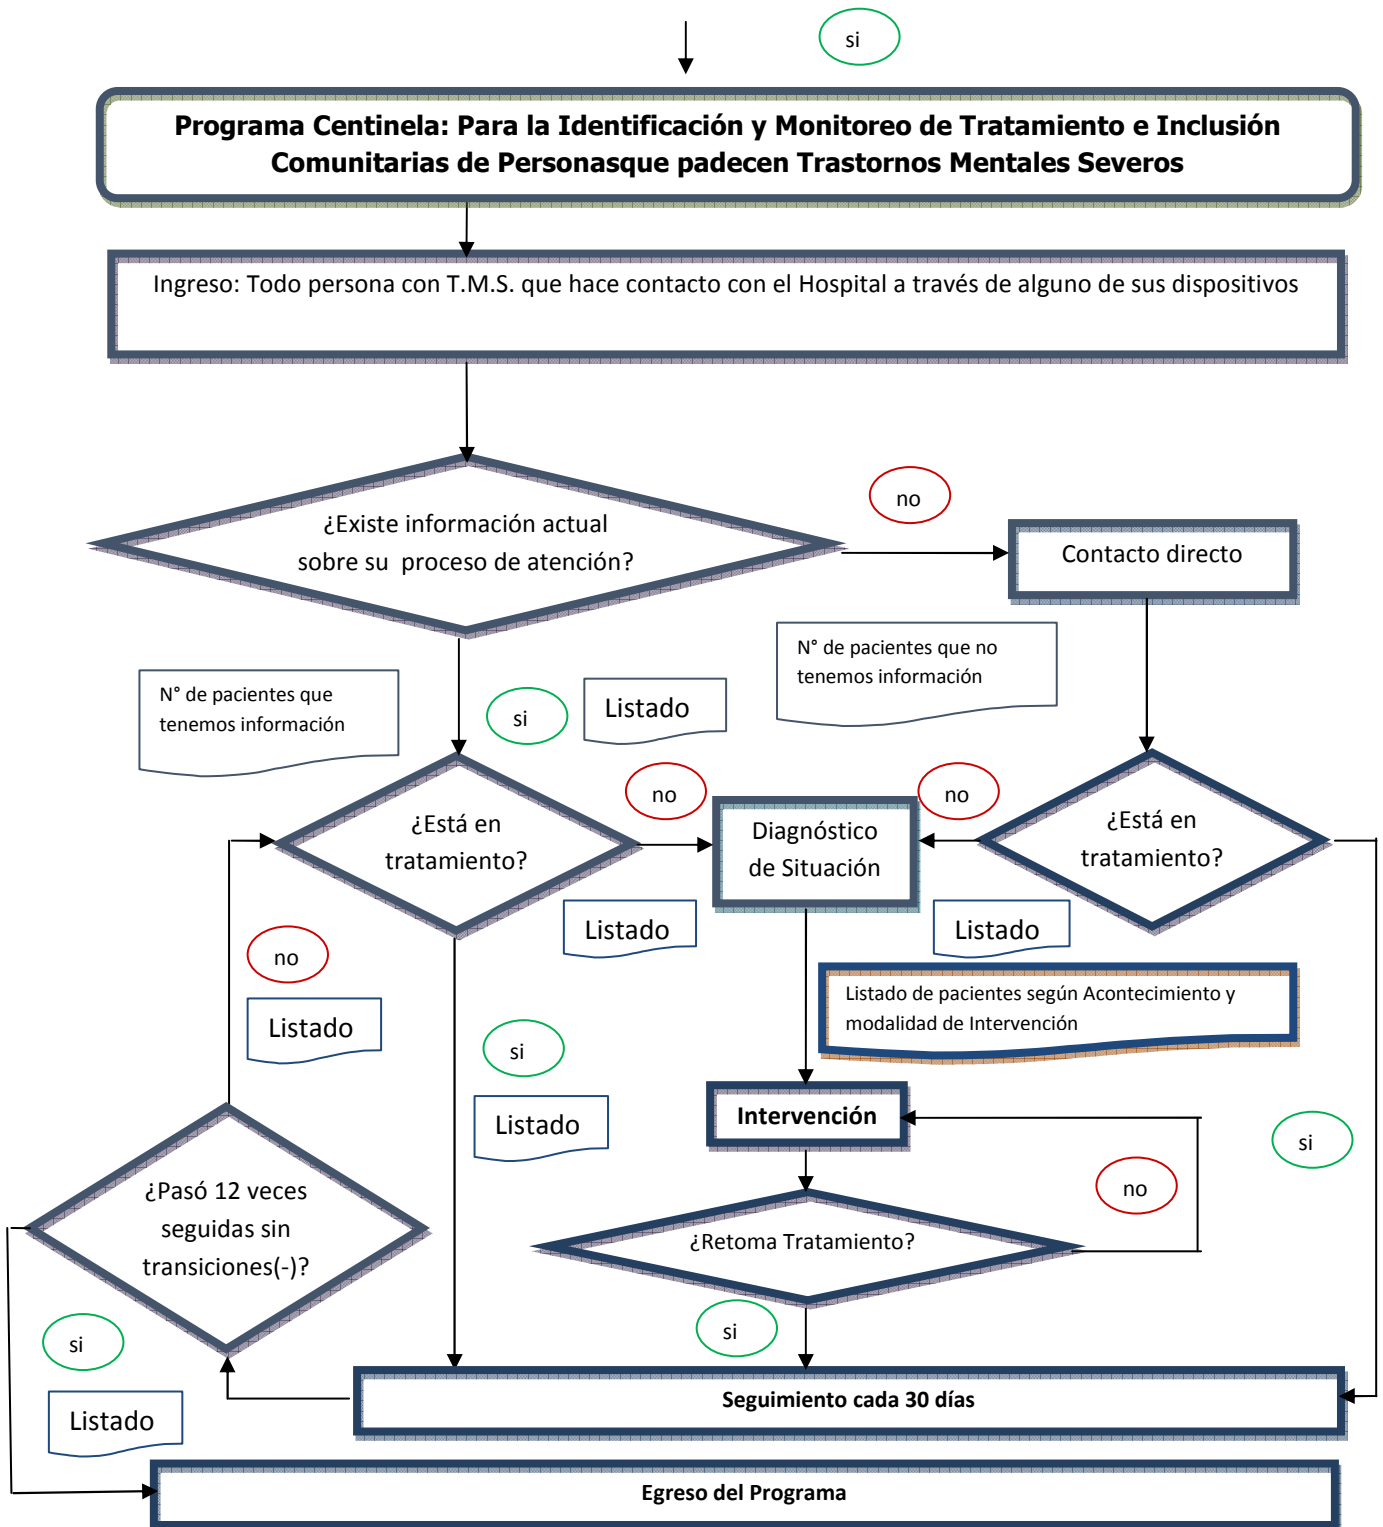 si
Programa Centinela: Para la Identificación y Monitoreo de Tratamiento e Inclusión
Comunitarias de Personasque padecen Trastornos Mentales Severos
Ingreso: Todo persona con T.M.S. que hace contacto con el Hospital a través de alguno de sus dispositivos
¿Existe información actual
sobre su proceso de atención?
no
Contacto directo
N° de pacientes que no
tenemos información
N° de pacientes que
tenemos información
si
Listado
¿Está en
tratamiento?
no
Diagnóstico
de Situación
no
¿Está en
tratamiento?
Listado
Listado
no
Listado
Listado de pacientes según Acontecimiento y
modalidad de Intervención
si
Listado
Intervención
si
no
¿Pasó 12 veces
seguidas sin
transiciones(-)?
¿Retoma Tratamiento?
si
si
Listado
Seguimiento cada 30 días
Egreso del Programa